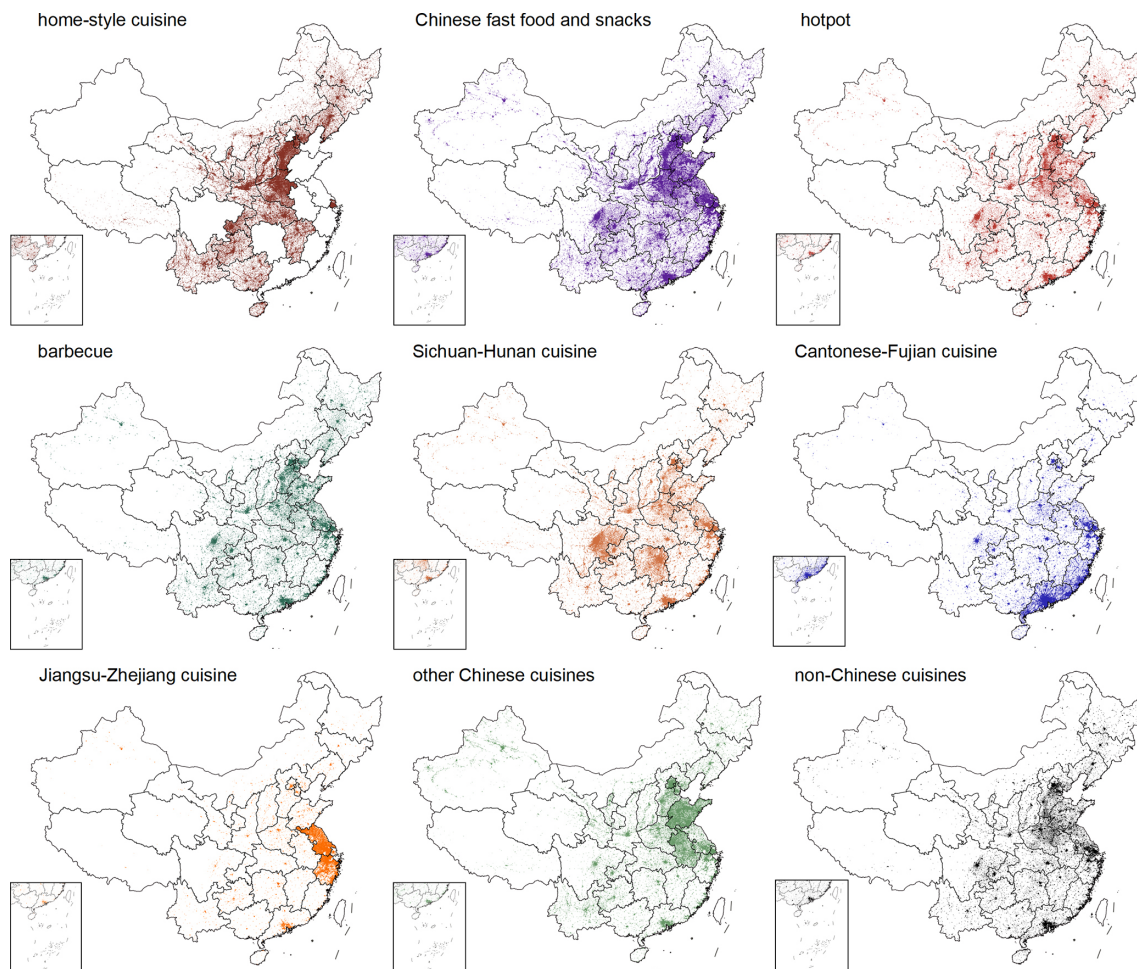 home-style cuisine
Chinese fast food and snacks
hotpot
barbecue
Sichuan-Hunan cuisine
Cantonese-Fujian cuisine
Jiangsu-Zhejiang cuisine
other Chinese cuisines
non-Chinese cuisines